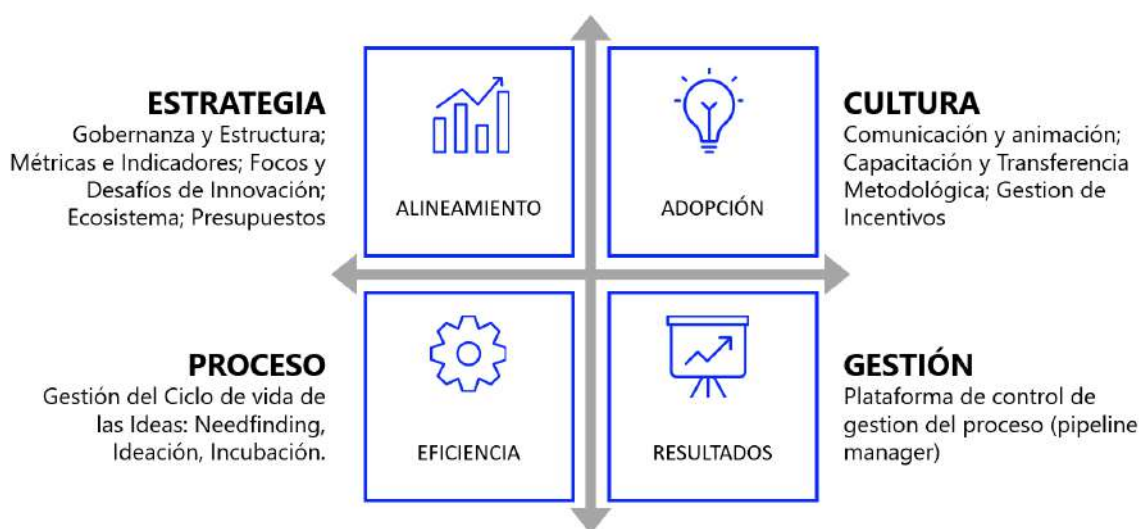 ESTRATEGIA
Gobernanza y Estructura;
Métricas e Indicadores; Focos y
Desafíos de Innovación;
Ecosistema; Presupuestos
ALINEAMIENTO
ADOPCIÓN
CULTURA
Comunicación y animación;
Capacitación y Transferencia
Metodológica; Gestion de
Incentivos
PROCESO
Gestión del Ciclo de vida de
las Ideas: Needfinding,
Ideación, Incubación.
EFICIENCIA
RESULTADOS
GESTIÓN
Plataforma de control de
gestion del proceso (pipeline
manager)